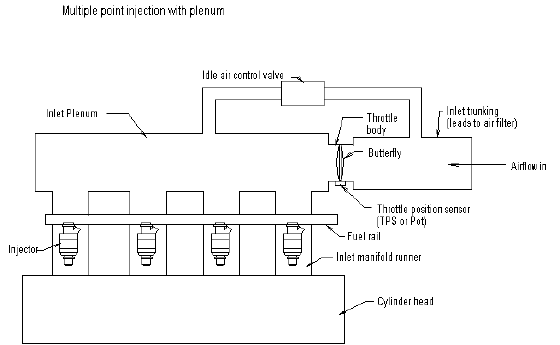 Multiple point injection with plenum
Idle air control valve
Inlet Plenum
Throttle
body
Inlet trunking
(leads to air filter)
Butterfly
Airflow in
Throttle position sensor
(TPS or Pot)
Fuel rail
Injector
Inlet manifold runner
Cylinder head